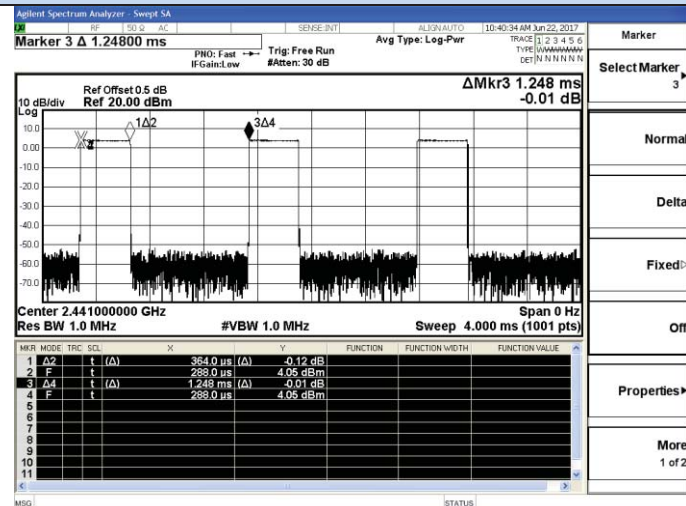 Agilent Spectrum Analyzer - Swept SA
RF 50 Ω AC SENSE:INT ALIGNAUTO 10:40:34 AM Jun 22, 2017
Marker 3 Δ 1.24800 ms
PNO: Fast
IFGain:Low
Trig: Free Run
#Atten: 30 dB
Avg Type: Log-Pwr
TRACE 1 2 3 4 5 6
TYPE WWWWWW
DET N N N N N N
ΔMkr3 1.248 ms
-0.01 dB
Ref Offset 0.5 dB
10 dB/div Ref 20.00 dBm
Log
10.0
0.00
-10.0
-20.0
-30.0
-40.0
-50.0
-60.0
-70.0
1Δ2
3Δ4
Center 2.441000000 GHz Span 0 Hz
Res BW 1.0 MHz #VBW 1.0 MHz Sweep 4.000 ms (1001 pts)
MKR MODE TRC SCL X Y FUNCTION FUNCTION WIDTH FUNCTION VALUE
1 Δ2 t (Δ) 364.0 µs (Δ) -0.12 dB
2 F t 288.0 µs 4.05 dBm
3 Δ4 t (Δ) 1.248 ms (Δ) -0.01 dB
4 F t 288.0 µs 4.05 dBm
5
6
7
8
9
10
11
MSG STATUS
Marker
Select Marker
3
Normal
Delta
Fixed
Off
Properties
More
1 of 2